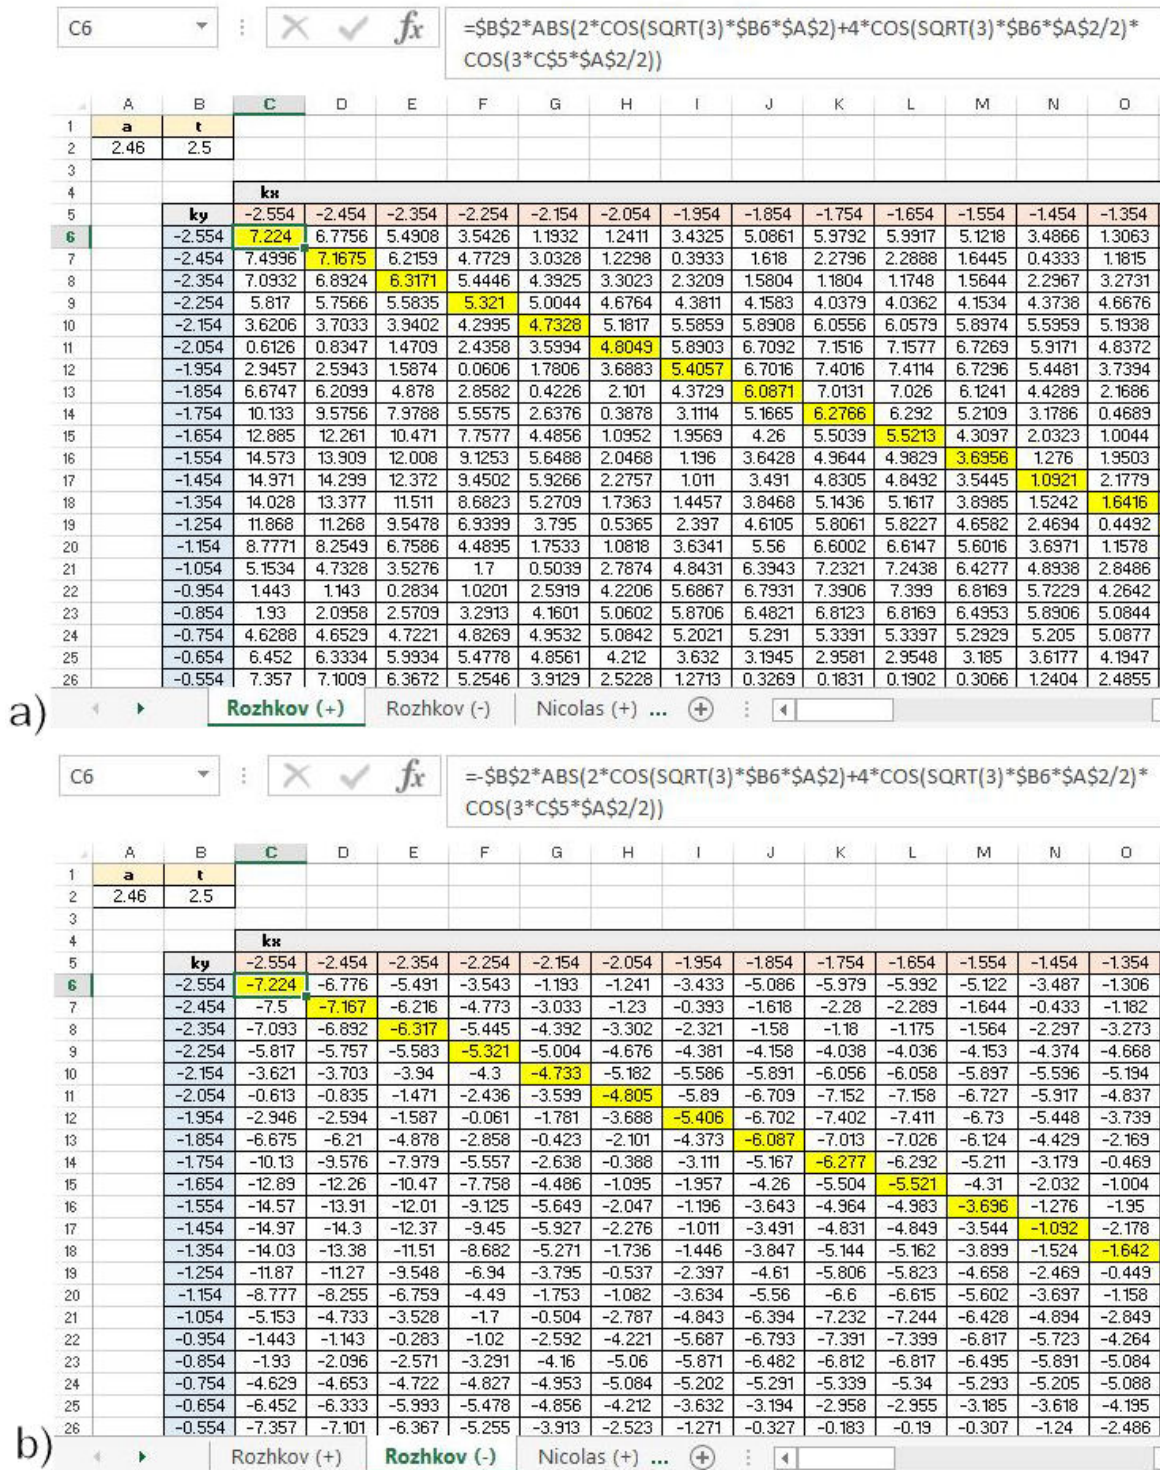 C6 fx =$B$2*ABS(2*COS(SQRT(3)*$B6*$A$2)+4*COS(SQRT(3)*$B6*$A$2/2)*
COS(3*C$5*$A$2/2))
A B C D E F G H I J K L M N O
1 a t
2 2.46 2.5
3
4 kx
5 ky -2.554 -2.454 -2.354 -2.254 -2.154 -2.054 -1.954 -1.854 -1.754 -1.654 -1.554 -1.454 -1.354
6 -2.554 7.224 6.7756 5.4908 3.5426 1.1932 1.2411 3.4325 5.0861 5.9792 5.9917 5.1218 3.4866 1.3063
7 -2.454 7.4996 7.1675 6.2159 4.7729 3.0328 1.2298 0.3933 1.618 2.2796 2.2888 1.6445 0.4333 1.1815
8 -2.354 7.0932 6.8924 6.3171 5.4446 4.3925 3.3023 2.3209 1.5804 1.1804 1.1748 1.5644 2.2967 3.2731
9 -2.254 5.817 5.7566 5.5835 5.321 5.0044 4.6764 4.3811 4.1583 4.0379 4.0362 4.1534 4.3738 4.6676
10 -2.154 3.6206 3.7033 3.9402 4.2995 4.7328 5.1817 5.5859 5.8908 6.0556 6.0579 5.8974 5.5959 5.1938
11 -2.054 0.6126 0.8347 1.4709 2.4358 3.5994 4.8049 5.8903 6.7092 7.1516 7.1577 6.7269 5.9171 4.8372
12 -1.954 2.9457 2.5943 1.5874 0.0606 1.7806 3.6883 5.4057 6.7016 7.4016 7.4114 6.7296 5.4481 3.7394
13 -1.854 6.6747 6.2099 4.878 2.8582 0.4226 2.101 4.3729 6.0871 7.0131 7.026 6.1241 4.4289 2.1686
14 -1.754 10.133 9.5756 7.9788 5.5575 2.6376 0.3878 3.1114 5.1665 6.2766 6.292 5.2109 3.1786 0.4689
15 -1.654 12.885 12.261 10.471 7.7577 4.4856 1.0952 1.9569 4.26 5.5039 5.5213 4.3097 2.0323 1.0044
16 -1.554 14.573 13.909 12.008 9.1253 5.6488 2.0468 1.196 3.6428 4.9644 4.9829 3.6956 1.276 1.9503
17 -1.454 14.971 14.299 12.372 9.4502 5.9266 2.2757 1.011 3.491 4.8305 4.8492 3.5445 1.0921 2.1779
18 -1.354 14.028 13.377 11.511 8.6823 5.2709 1.7363 1.4457 3.8468 5.1436 5.1617 3.8985 1.5242 1.6416
19 -1.254 11.868 11.268 9.5478 6.9399 3.795 0.5365 2.397 4.6105 5.8061 5.8227 4.6582 2.4694 0.4492
20 -1.154 8.7771 8.2549 6.7586 4.4895 1.7533 1.0818 3.6341 5.56 6.6002 6.6147 5.6016 3.6971 1.1578
21 -1.054 5.1534 4.7328 3.5276 1.7 0.5039 2.7874 4.8431 6.3943 7.2321 7.2438 6.4277 4.8938 2.8486
22 -0.954 1.443 1.143 0.2834 1.0201 2.5919 4.2206 5.6867 6.7931 7.3906 7.399 6.8169 5.7229 4.2642
23 -0.854 1.93 2.0958 2.5709 3.2913 4.1601 5.0602 5.8706 6.4821 6.8123 6.8169 6.4953 5.8906 5.0844
24 -0.754 4.6288 4.6529 4.7221 4.8269 4.9532 5.0842 5.2021 5.291 5.3391 5.3397 5.2929 5.205 5.0877
25 -0.654 6.452 6.3334 5.9934 5.4778 4.8561 4.212 3.632 3.1945 2.9581 2.9548 3.185 3.6177 4.1947
26 -0.554 7.357 7.1009 6.3672 5.2546 3.9129 2.5228 1.2713 0.3269 0.1831 0.1902 0.3066 1.2404 2.4855
a) Rozhkov (+) Rozhkov (-) Nicolas (+) ...
C6 fx =-$B$2*ABS(2*COS(SQRT(3)*$B6*$A$2)+4*COS(SQRT(3)*$B6*$A$2/2)*
COS(3*C$5*$A$2/2))
A B C D E F G H I J K L M N O
1 a t
2 2.46 2.5
3
4 kx
5 ky -2.554 -2.454 -2.354 -2.254 -2.154 -2.054 -1.954 -1.854 -1.754 -1.654 -1.554 -1.454 -1.354
6 -2.554 -7.224 -6.776 -5.491 -3.543 -1.193 -1.241 -3.433 -5.086 -5.979 -5.992 -5.122 -3.487 -1.306
7 -2.454 -7.5 -7.167 -6.216 -4.773 -3.033 -1.23 -0.393 -1.618 -2.28 -2.289 -1.644 -0.433 -1.182
8 -2.354 -7.093 -6.892 -6.317 -5.445 -4.392 -3.302 -2.321 -1.58 -1.18 -1.175 -1.564 -2.297 -3.273
9 -2.254 -5.817 -5.757 -5.583 -5.321 -5.004 -4.676 -4.381 -4.158 -4.038 -4.036 -4.153 -4.374 -4.668
10 -2.154 -3.621 -3.703 -3.94 -4.3 -4.733 -5.182 -5.586 -5.891 -6.056 -6.058 -5.897 -5.596 -5.194
11 -2.054 -0.613 -0.835 -1.471 -2.436 -3.599 -4.805 -5.89 -6.709 -7.152 -7.158 -6.727 -5.917 -4.837
12 -1.954 -2.946 -2.594 -1.587 -0.061 -1.781 -3.688 -5.406 -6.702 -7.402 -7.411 -6.73 -5.448 -3.739
13 -1.854 -6.675 -6.21 -4.878 -2.858 -0.423 -2.101 -4.373 -6.087 -7.013 -7.026 -6.124 -4.429 -2.169
14 -1.754 -10.13 -9.576 -7.979 -5.557 -2.638 -0.388 -3.111 -5.167 -6.277 -6.292 -5.211 -3.179 -0.469
15 -1.654 -12.89 -12.26 -10.47 -7.758 -4.486 -1.095 -1.957 -4.26 -5.504 -5.521 -4.31 -2.032 -1.004
16 -1.554 -14.57 -13.91 -12.01 -9.125 -5.649 -2.047 -1.196 -3.643 -4.964 -4.983 -3.696 -1.276 -1.95
17 -1.454 -14.97 -14.3 -12.37 -9.45 -5.927 -2.276 -1.011 -3.491 -4.831 -4.849 -3.544 -1.092 -2.178
18 -1.354 -14.03 -13.38 -11.51 -8.682 -5.271 -1.736 -1.446 -3.847 -5.144 -5.162 -3.899 -1.524 -1.642
19 -1.254 -11.87 -11.27 -9.548 -6.94 -3.795 -0.537 -2.397 -4.61 -5.806 -5.823 -4.658 -2.469 -0.449
20 -1.154 -8.777 -8.255 -6.759 -4.49 -1.753 -1.082 -3.634 -5.56 -6.6 -6.615 -5.602 -3.697 -1.158
21 -1.054 -5.153 -4.733 -3.528 -1.7 -0.504 -2.787 -4.843 -6.394 -7.232 -7.244 -6.428 -4.894 -2.849
22 -0.954 -1.443 -1.143 -0.283 -1.02 -2.592 -4.221 -5.687 -6.793 -7.391 -7.399 -6.817 -5.723 -4.264
23 -0.854 -1.93 -2.096 -2.571 -3.291 -4.16 -5.06 -5.871 -6.482 -6.812 -6.817 -6.495 -5.891 -5.084
24 -0.754 -4.629 -4.653 -4.722 -4.827 -4.953 -5.084 -5.202 -5.291 -5.339 -5.34 -5.293 -5.205 -5.088
25 -0.654 -6.452 -6.333 -5.993 -5.478 -4.856 -4.212 -3.632 -3.194 -2.958 -2.955 -3.185 -3.618 -4.195
26 -0.554 -7.357 -7.101 -6.367 -5.255 -3.913 -2.523 -1.271 -0.327 -0.183 -0.19 -0.307 -1.24 -2.486
b) Rozhkov (+) Rozhkov (-) Nicolas (+) ...